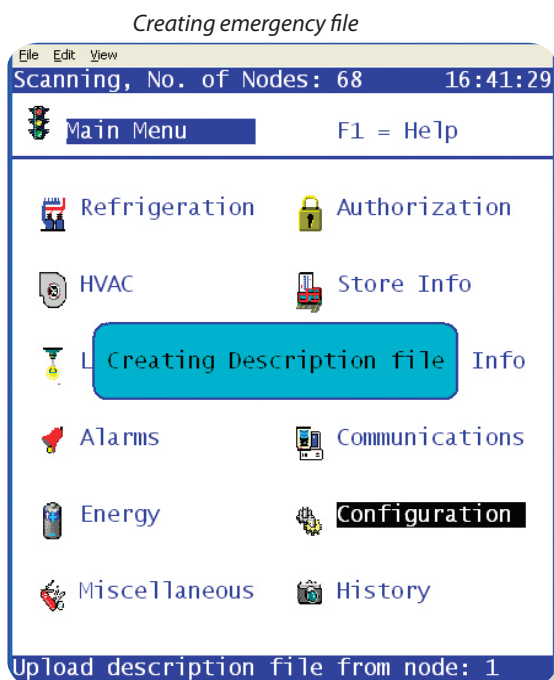 Creating emergency file
File Edit View
Scanning, No. of Nodes: 68 16:41:29
Main Menu F1 = Help
Refrigeration Authorization
HVAC Store Info
L Creating Description file Info
Alarms Communications
Energy Configuration
Miscellaneous History
Upload description file from node: 1